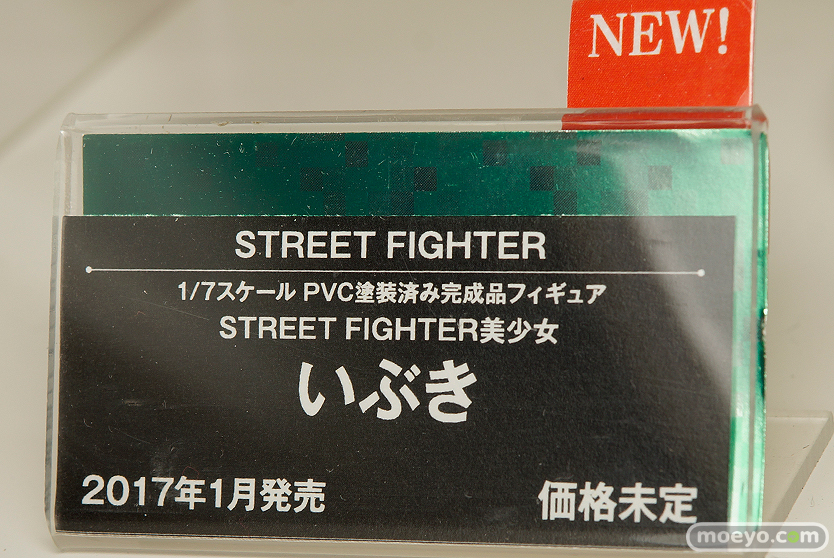 NEW!
STREET FIGHTER
1/7スケール PVC塗装済み完成品フィギュア
STREET FIGHTER美少女
いぶき
2017年1月発売 価格未定
moeyo.com